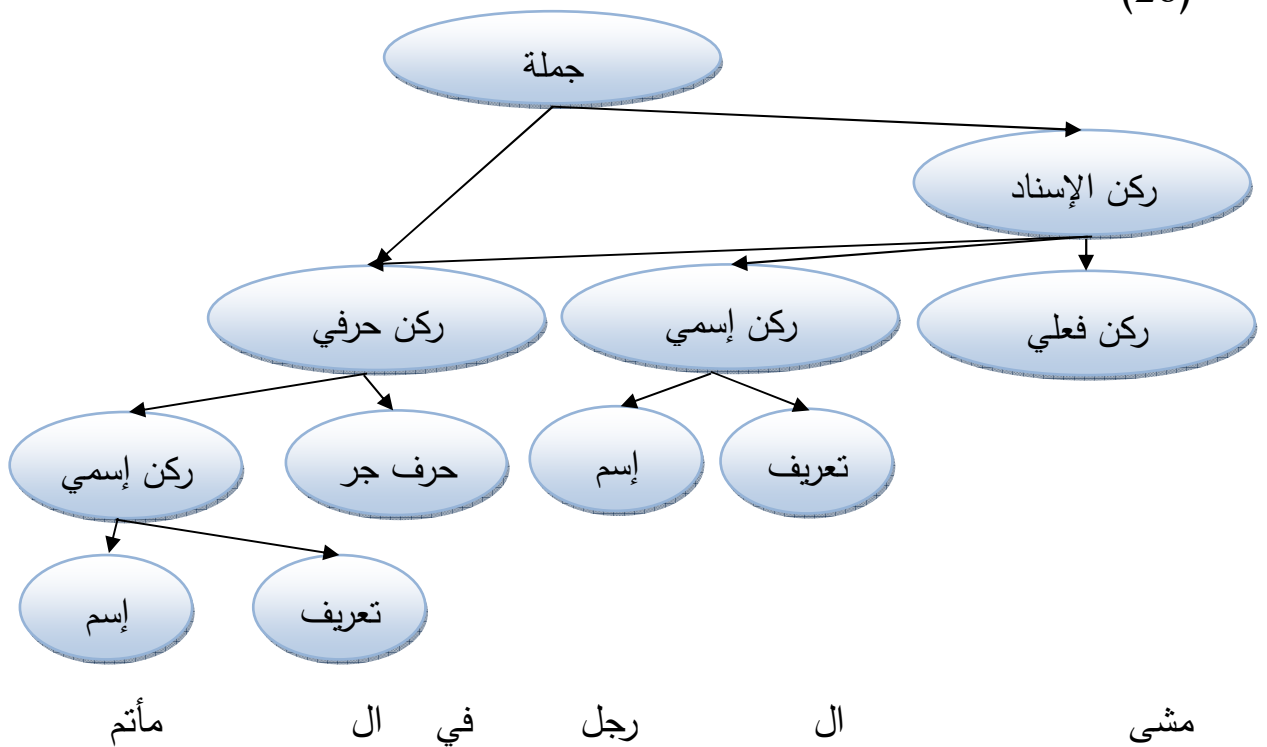 جملة
ركن الإسناد
ركن فعلي
ركن إسمي
ركن حرفي
تعريف
إسم
حرف جر
ركن إسمي
تعريف
إسم
مشى ال رجل في ال مأتم